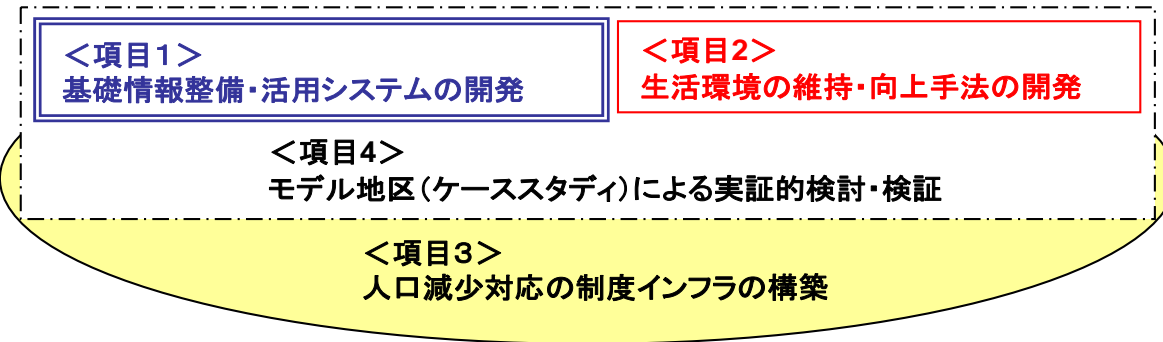 ＜項目1＞
基礎情報整備・活用システムの開発
＜項目2＞
生活環境の維持・向上手法の開発
＜項目4＞
モデル地区（ケーススタディ）による実証的検討・検証
＜項目3＞
人口減少対応の制度インフラの構築